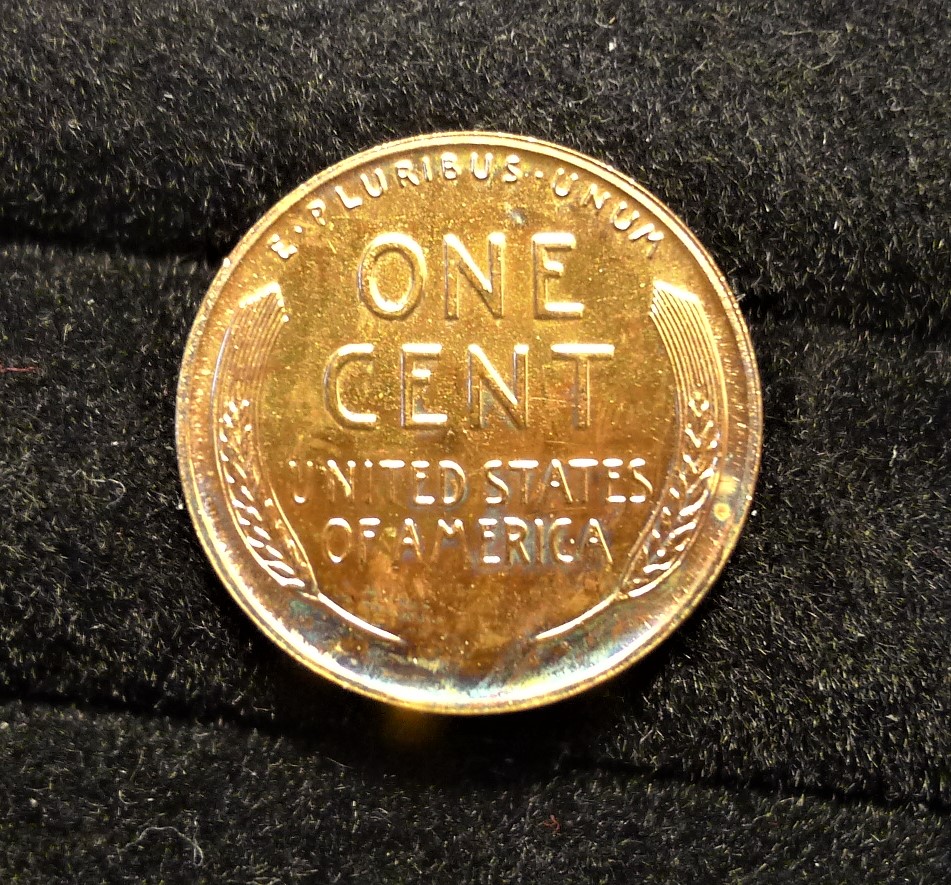 E·PLURIBUS·UNUM
ONE
CENT
UNITED STATES
OF AMERICA